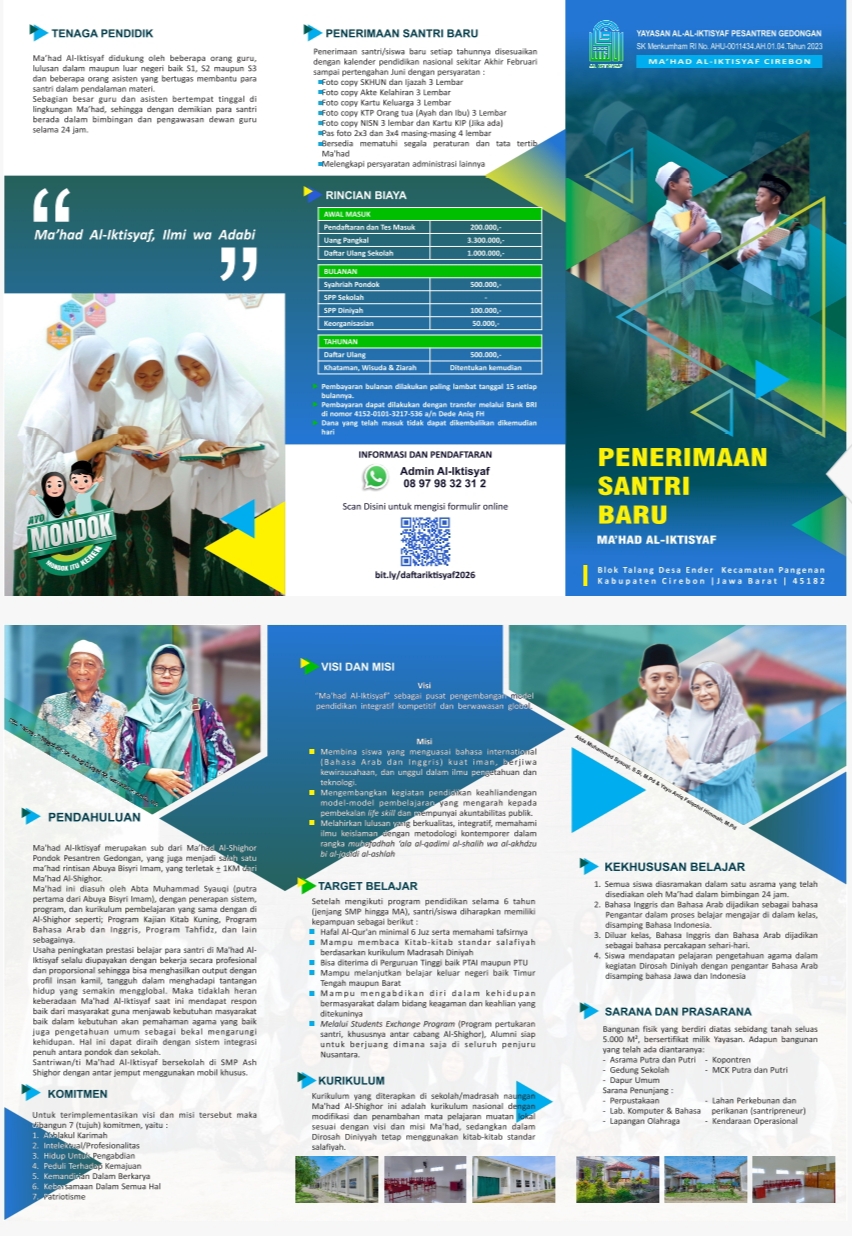 TENAGA PENDIDIK
Ma'had Al-Iktisyaf didukung oleh beberapa orang guru,
lulusan dalam maupun luar negeri baik S1, S2 maupun S3
dan beberapa orang asisten yang bertugas membantu para
santri dalam pendalaman materi.
Sebagian besar guru dan asisten bertempat tinggal di
lingkungan Ma'had, sehingga dengan demikian para santri
berada dalam bimbingan dan pengawasan dewan guru
selama 24 jam.
Ma'had Al-Iktisyaf, Ilmi wa Adabi
AYO
MONDOK
MONDOK ITU KEREN
PENERIMAAN SANTRI BARU
Penerimaan santri/siswa baru setiap tahunnya disesuaikan
dengan kalender pendidikan nasional sekitar Akhir Februari
sampai pertengahan Juni dengan persyaratan :
Foto copy SKHUN dan Ijazah 3 Lembar
Foto copy Akte Kelahiran 3 Lembar
Foto copy Kartu Keluarga 3 Lembar
Foto copy KTP Orang tua (Ayah dan Ibu) 3 Lembar
Foto copy NISN 3 lembar dan Kartu KIP (Jika ada)
Pas foto 2x3 dan 3x4 masing-masing 4 lembar
Bersedia mematuhi segala peraturan dan tata tertib
Ma'had
Melengkapi persyaratan administrasi lainnya
RINCIAN BIAYA
AWAL MASUK
Pendaftaran dan Tes Masuk 200.000,-
Uang Pangkal 3.300.000,-
Daftar Ulang Sekolah 1.000.000,-
BULANAN
Syahriah Pondok 500.000,-
SPP Sekolah -
SPP Diniyah 100.000,-
Keorganisasian 50.000,-
TAHUNAN
Daftar Ulang 500.000,-
Khataman, Wisuda & Ziarah Ditentukan kemudian
Pembayaran bulanan dilakukan paling lambat tanggal 15 setiap
bulannya.
Pembayaran dapat dilakukan dengan transfer melalui Bank BRI
di nomor 4152-0101-3217-536 a/n Dede Aniq FH
Dana yang telah masuk tidak dapat dikembalikan dikemudian
hari
INFORMASI DAN PENDAFTARAN
Admin Al-Iktisyaf
08 97 98 32 31 2
Scan Disini untuk mengisi formulir online
bit.ly/daftariktisyaf2026
AL-IKTISYAF
YAYASAN AL-AL-IKTISYAF PESANTREN GEDONGAN
SK Menkumham RI No. AHU-0011434.AH.01.04.Tahun 2023
MA'HAD AL-IKTISYAF CIREBON
PENERIMAAN
SANTRI
BARU
MA'HAD AL-IKTISYAF
Blok Talang Desa Ender Kecamatan Pangenan
Kabupaten Cirebon |Jawa Barat | 45182
PENDAHULUAN
Ma'had Al-Iktisyaf merupakan sub dari Ma'had Al-Shighor
Pondok Pesantren Gedongan, yang juga menjadi salah satu
ma'had rintisan Abuya Bisyri Imam, yang terletak ± 1KM dari
Ma'had Al-Shighor.
Ma'had ini diasuh oleh Abta Muhammad Syauqi (putra
pertama dari Abuya Bisyri Imam), dengan penerapan sistem,
program, dan kurikulum pembelajaran yang sama dengan di
Al-Shighor seperti; Program Kajian Kitab Kuning, Program
Bahasa Arab dan Inggris, Program Tahfidz, dan lain
sebagainya.
Usaha peningkatan prestasi belajar para santri di Ma'had Al-
Iktisyaf selalu diupayakan dengan bekerja secara profesional
dan proporsional sehingga bisa menghasilkan output dengan
profil insan kamil, tangguh dalam menghadapi tantangan
hidup yang semakin mengglobal. Maka tidaklah heran
keberadaan Ma'had Al-Iktisyaf saat ini mendapat respon
baik dari masyarakat guna menjawab kebutuhan masyarakat
baik dalam kebutuhan akan pemahaman agama yang baik
juga pengetahuan umum sebagai bekal mengarungi
kehidupan. Hal ini dapat diraih dengan sistem integrasi
penuh antara pondok dan sekolah.
Santriwan/ti Ma'had Al-Iktisyaf bersekolah di SMP Ash
Shighor dengan antar jemput menggunakan mobil khusus.
KOMITMEN
Untuk terimplementasikan visi dan misi tersebut maka
dibangun 7 (tujuh) komitmen, yaitu :
1. Akhlakul Karimah
2. Intelektual/Profesionalitas
3. Hidup Untuk Pengabdian
4. Peduli Terhadap Kemajuan
5. Kemandirian Dalam Berkarya
6. Kebersamaan Dalam Semua Hal
7. Patriotisme
VISI DAN MISI
Visi
"Ma'had Al-Iktisyaf" sebagai pusat pengembangan model
pendidikan integratif kompetitif dan berwawasan global.
Misi
Membina siswa yang menguasai bahasa international
(Bahasa Arab dan Inggris) kuat iman, berjiwa
kewirausahaan, dan unggul dalam ilmu pengetahuan dan
teknologi.
Mengembangkan kegiatan pendidikan keahliandengan
model-model pembelajaran yang mengarah kepada
pembekalan life skill dan mempunyai akuntabilitas publik.
Melahirkan lulusan yang berkualitas, integratif, memahami
ilmu keislaman dengan metodologi kontemporer dalam
rangka muhafadhah 'ala al-qadimi al-shalih wa al-akhdzu
bi al-jadidi al-ashlah
TARGET BELAJAR
Setelah mengikuti program pendidikan selama 6 tahun
(jenjang SMP hingga MA), santri/siswa diharapkan memiliki
kepampuan sebagai berikut :
Hafal Al-Qur'an minimal 6 Juz serta memahami tafsirnya
Mampu membaca Kitab-kitab standar salafiyah
berdasarkan kurikulum Madrasah Diniyah
Bisa diterima di Perguruan Tinggi baik PTAI maupun PTU
Mampu melanjutkan belajar keluar negeri baik Timur
Tengah maupun Barat
Mampu mengabdikan diri dalam kehidupan
bermasyarakat dalam bidang keagaman dan keahlian yang
ditekuninya
Melalui Students Exchange Program (Program pertukaran
santri, khususnya antar cabang Al-Shighor), Alumni siap
untuk berjuang dimana saja di seluruh penjuru
Nusantara.
KURIKULUM
Kurikulum yang diterapkan di sekolah/madrasah naungan
Ma'had Al-Shighor ini adalah kurikulum nasional dengan
modifikasi dan penambahan mata pelajaran muatan lokal
sesuai dengan visi dan misi Ma'had, sedangkan dalam
Dirosah Diniyyah tetap menggunakan kitab-kitab standar
salafiyah.
Abta Muhammad Syauqi, S.Si, M.Pd & Yayu Aniq Faiqotul Himmah, M.Pd
KEKHUSUSAN BELAJAR
1. Semua siswa diasramakan dalam satu asrama yang telah
disediakan oleh Ma'had dalam bimbingan 24 jam.
2. Bahasa Inggris dan Bahasa Arab dijadikan sebagai bahasa
Pengantar dalam proses belajar mengajar di dalam kelas,
disamping Bahasa Indonesia.
3. Diluar kelas, Bahasa Inggris dan Bahasa Arab dijadikan
sebagai bahasa percakapan sehari-hari.
4. Siswa mendapatan pelajaran pengetahuan agama dalam
kegiatan Dirosah Diniyah dengan pengantar Bahasa Arab
disamping bahasa Jawa dan Indonesia
SARANA DAN PRASARANA
Bangunan fisik yang berdiri diatas sebidang tanah seluas
5.000 M², bersertifikat milik Yayasan. Adapun bangunan
yang telah ada diantaranya:
- Asrama Putra dan Putri - Kopontren
- Gedung Sekolah - MCK Putra dan Putri
- Dapur Umum
Sarana Penunjang :
- Perpustakaan - Lahan Perkebunan dan
- Lab. Komputer & Bahasa perikanan (santripreneur)
- Lapangan Olahraga - Kendaraan Operasional